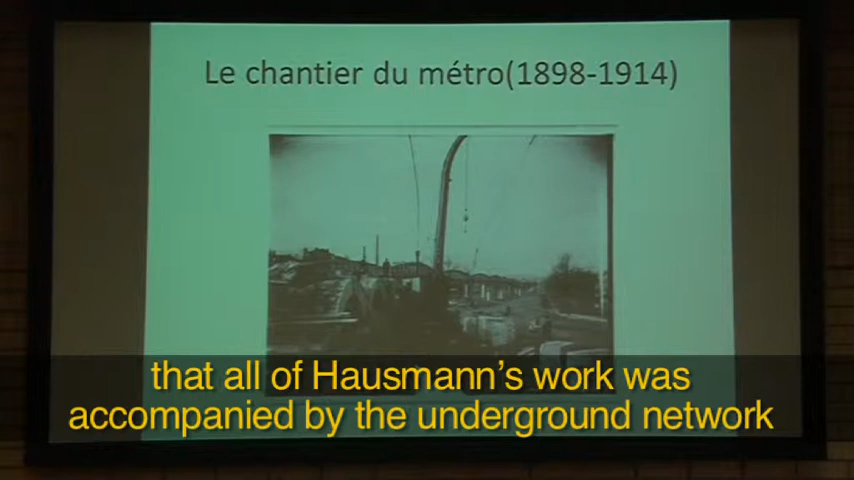 Le chantier du métro(1898-1914)
that all of Hausmann's work was
accompanied by the underground network